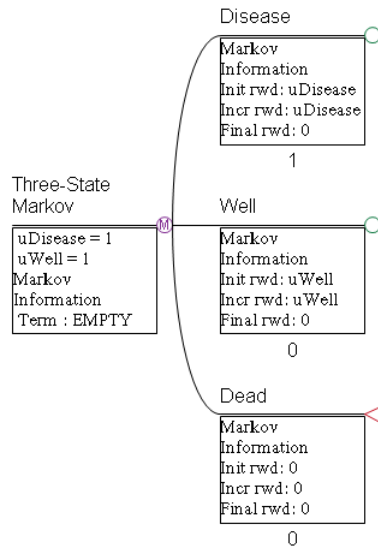 Disease
Markov
Information
Init rwd: uDisease
Incr rwd: uDisease
Final rwd: 0
1
Three-State
Markov
M
uDisease = 1
uWell = 1
Markov
Information
Term : EMPTY
Well
Markov
Information
Init rwd: uWell
Incr rwd: uWell
Final rwd: 0
0
Dead
Markov
Information
Init rwd: 0
Incr rwd: 0
Final rwd: 0
0